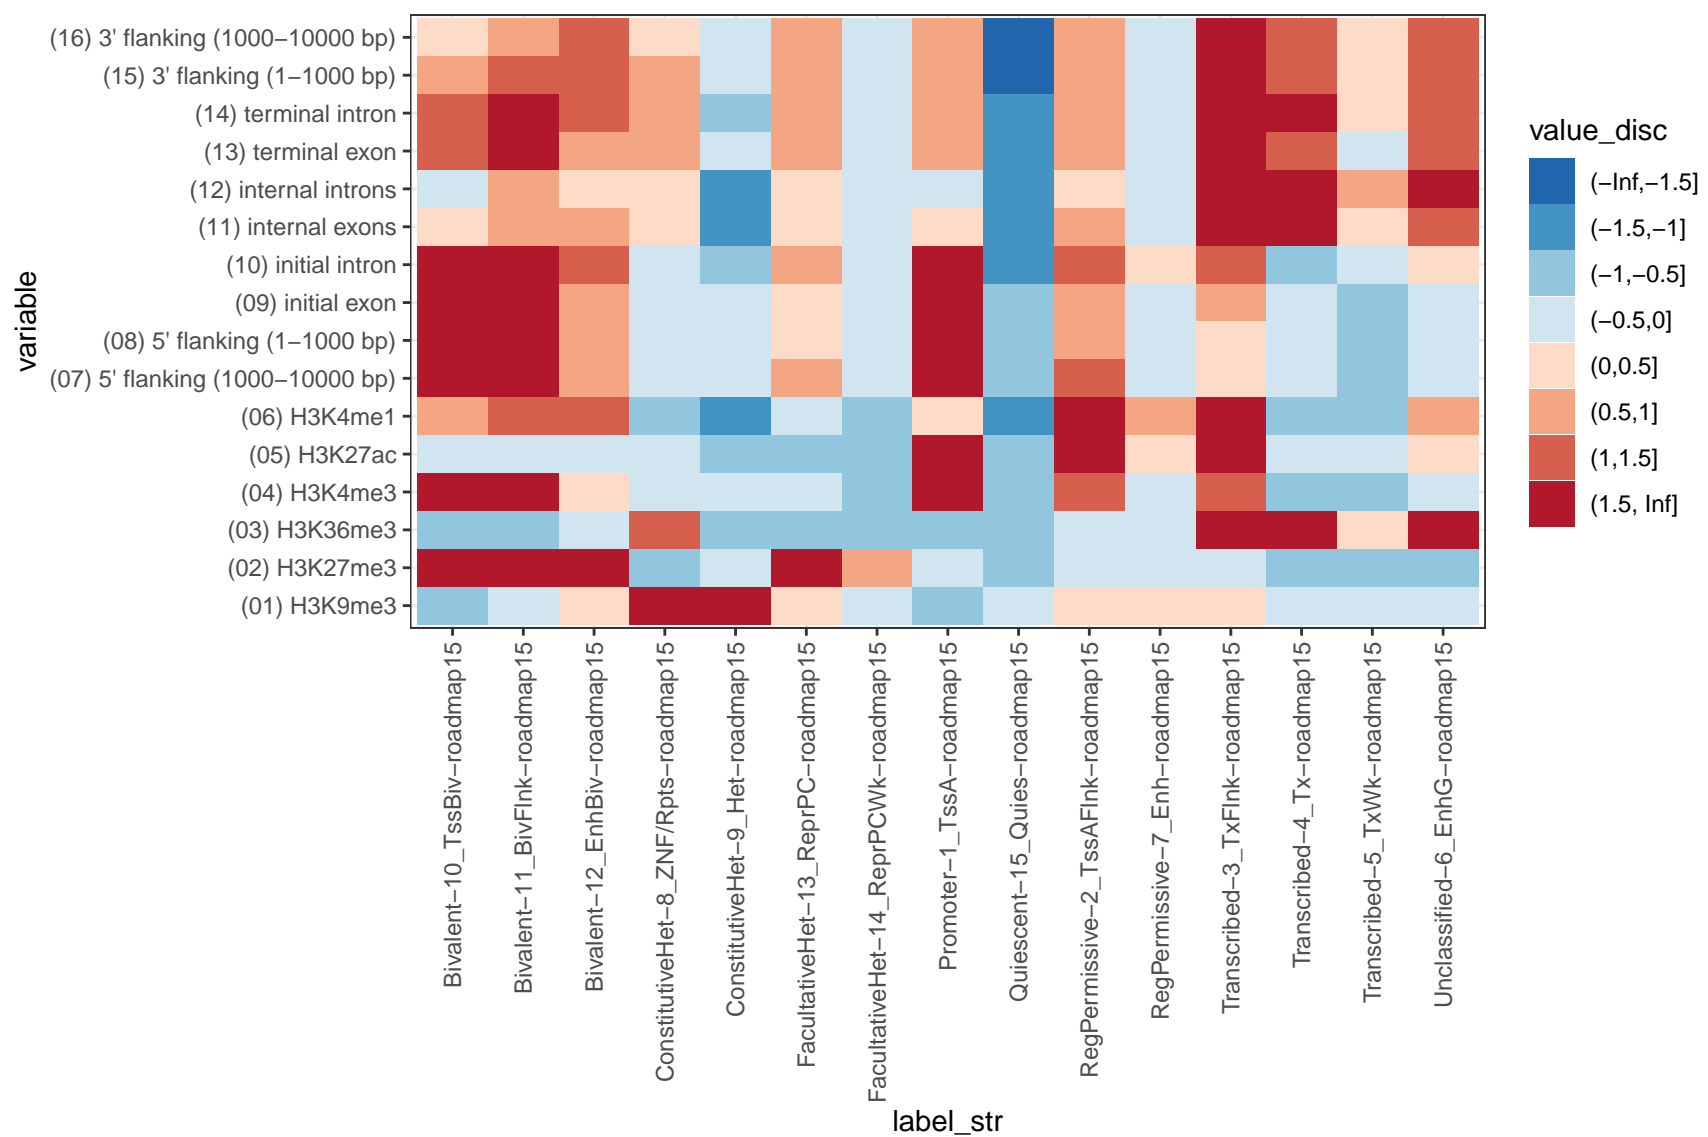 variable
(16) 3' flanking (1000−10000 bp)
(15) 3' flanking (1−1000 bp)
(14) terminal intron
(13) terminal exon
(12) internal introns
(11) internal exons
(10) initial intron
(09) initial exon
(08) 5' flanking (1−1000 bp)
(07) 5' flanking (1000−10000 bp)
(06) H3K4me1
(05) H3K27ac
(04) H3K4me3
(03) H3K36me3
(02) H3K27me3
(01) H3K9me3
Bivalent−10_TssBiv−roadmap15
Bivalent−11_BivFlnk−roadmap15
Bivalent−12_EnhBiv−roadmap15
ConstitutiveHet−8_ZNF/Rpts−roadmap15
ConstitutiveHet−9_Het−roadmap15
FacultativeHet−13_ReprPC−roadmap15
FacultativeHet−14_ReprPCWk−roadmap15
Promoter−1_TssA−roadmap15
Quiescent−15_Quies−roadmap15
RegPermissive−2_TssAFlnk−roadmap15
RegPermissive−7_Enh−roadmap15
Transcribed−3_TxFlnk−roadmap15
Transcribed−4_Tx−roadmap15
Transcribed−5_TxWk−roadmap15
Unclassified−6_EnhG−roadmap15
label_str
value_disc
(−Inf,−1.5]
(−1.5,−1]
(−1,−0.5]
(−0.5,0]
(0,0.5]
(0.5,1]
(1,1.5]
(1.5, Inf]